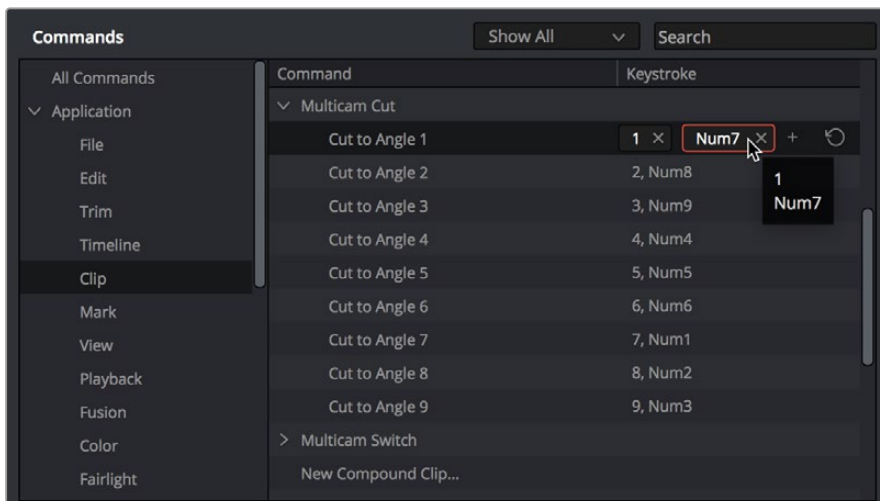 Commands
Show All
Search
All Commands
Application
File
Edit
Trim
Timeline
Clip
Mark
View
Playback
Fusion
Color
Fairlight
Command Keystroke
Multicam Cut
Cut to Angle 1 1 Num7
1
Num7
Cut to Angle 2 2, Num8
Cut to Angle 3 3, Num9
Cut to Angle 4 4, Num4
Cut to Angle 5 5, Num5
Cut to Angle 6 6, Num6
Cut to Angle 7 7, Num1
Cut to Angle 8 8, Num2
Cut to Angle 9 9, Num3
Multicam Switch
New Compound Clip...